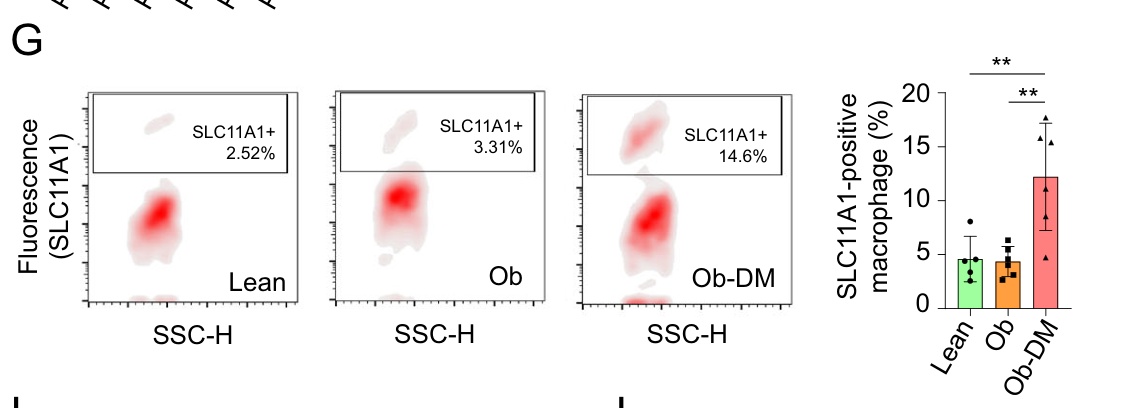 G
Fluorescence
(SLC11A1)
SLC11A1+
2.52%
Lean
SSC-H
SLC11A1+
3.31%
Ob
SSC-H
SLC11A1+
14.6%
Ob-DM
SSC-H
SLC11A1-positive
macrophage (%)
**
**
20
15
10
5
0
Lean
Ob
Ob-DM